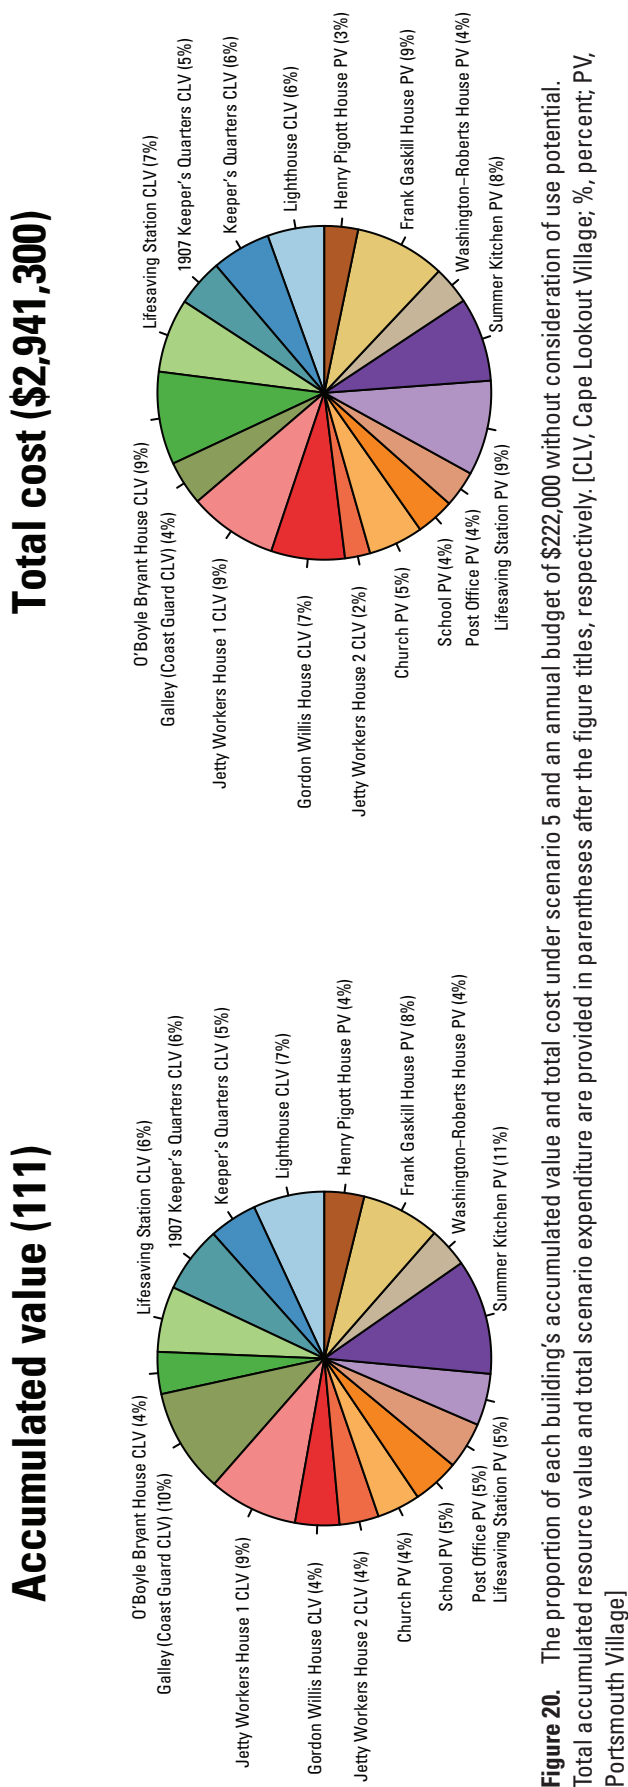 Accumulated value (111)
O’Boyle Bryant House CLV (4%)
Galley (Coast Guard CLV) (10%)
Jetty Workers House 1 CLV (9%)
Gordon Willis House CLV (4%)
Jetty Workers House 2 CLV (4%)
Church PV (4%)
School PV (5%)
Post Office PV (5%)
Lifesaving Station PV (5%)
Lifesaving Station CLV (6%)
1907 Keeper’s Quarters CLV (6%)
Keeper’s Quarters CLV (5%)
Lighthouse CLV (7%)
Henry Pigott House PV (4%)
Frank Gaskill House PV (8%)
Washington–Roberts House PV (4%)
Summer Kitchen PV (11%)
Total cost ($2,941,300)
O’Boyle Bryant House CLV (9%)
Galley (Coast Guard CLV) (4%)
Jetty Workers House 1 CLV (9%)
Gordon Willis House CLV (7%)
Jetty Workers House 2 CLV (2%)
Church PV (5%)
School PV (4%)
Post Office PV (4%)
Lifesaving Station PV (9%)
Lifesaving Station CLV (7%)
1907 Keeper’s Quarters CLV (5%)
Keeper’s Quarters CLV (6%)
Lighthouse CLV (6%)
Henry Pigott House PV (3%)
Frank Gaskill House PV (9%)
Washington–Roberts House PV (4%)
Summer Kitchen PV (8%)
Figure 20. The proportion of each building’s accumulated value and total cost under scenario 5 and an annual budget of $222,000 without consideration of use potential.
Total accumulated resource value and total scenario expenditure are provided in parentheses after the figure titles, respectively. [CLV, Cape Lookout Village; %, percent; PV,
Portsmouth Village]